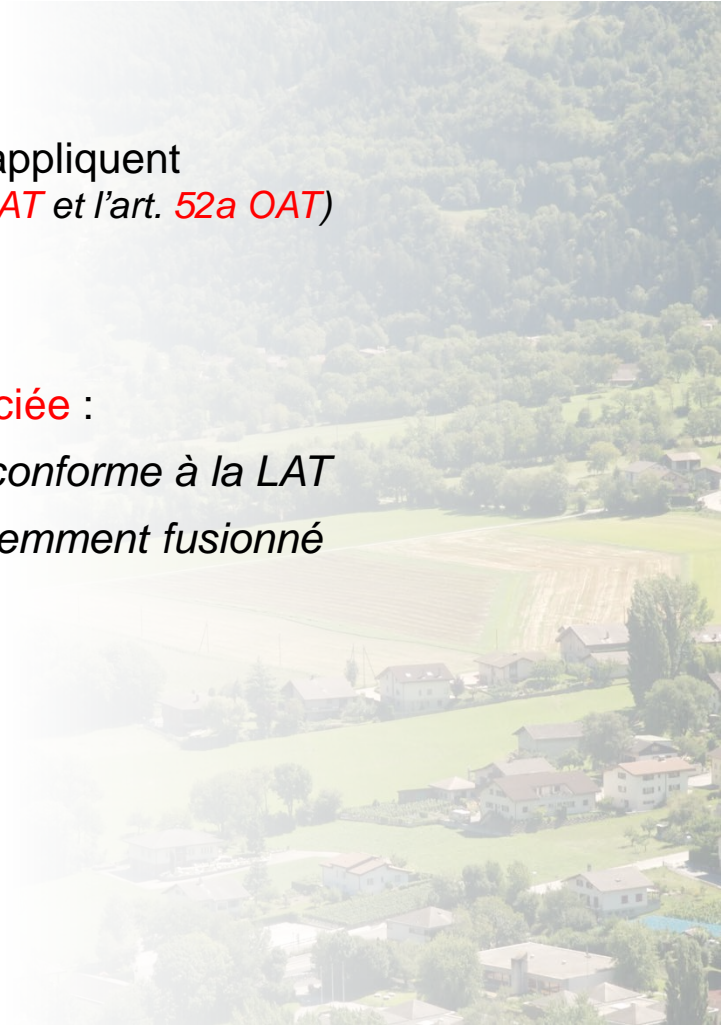 appliquent
AT et l'art. 52a OAT)
ciée :
conforme à la LAT
emment fusionné